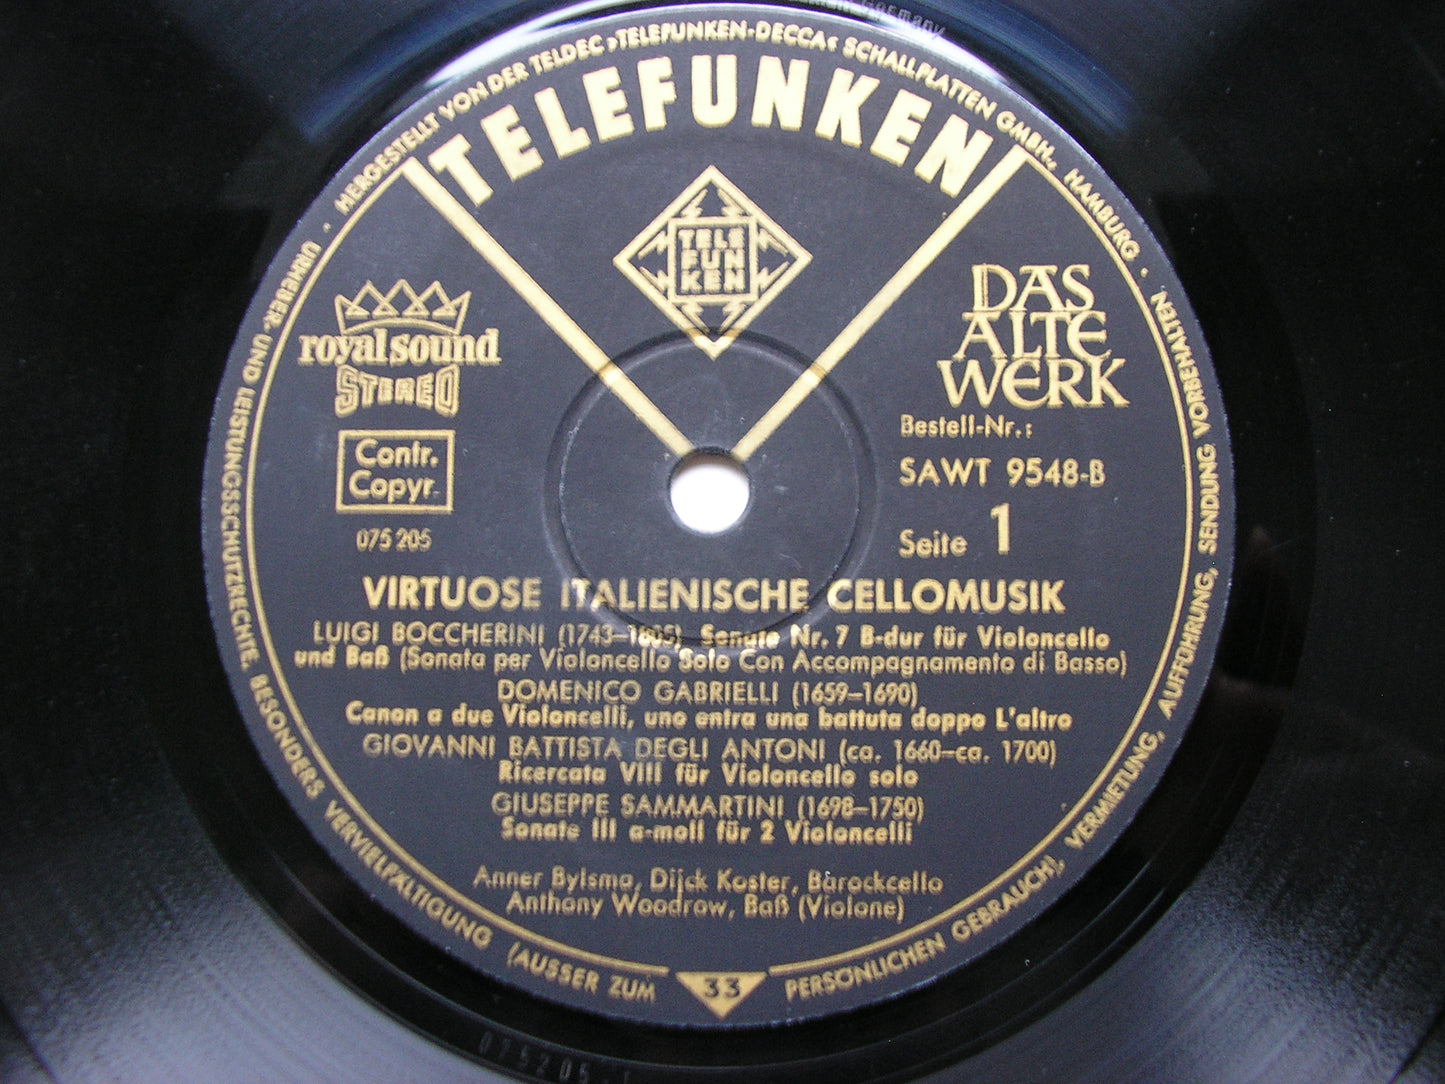 HERGESTELLT VON DER TELDEC »TELEFUNKEN-DECCA« SCHALLPLATTEN GMBH., HAMBURG ·
TELEFUNKEN
TELE
FUN
KEN
royal sound
STEREO
Contr.
Copyr.
075 205
DAS
ALTE
WERK
Bestell-Nr.:
SAWT 9548-B
Seite 1
VIRTUOSE ITALIENISCHE CELLOMUSIK
LUIGI BOCCHERINI (1743–1805), Sonate Nr. 7 B-dur für Violoncello
und Baß (Sonata per Violoncello Solo Con Accompagnamento di Basso)
DOMENICO GABRIELLI (1659–1690)
Canon a due Violoncelli, uno entra una battuta doppo L'altro
GIOVANNI BATTISTA DEGLI ANTONI (ca. 1660–ca. 1700)
Ricercata VIII für Violoncello solo
GIUSEPPE SAMMARTINI (1698–1750)
Sonate III a-moll für 2 Violoncelli
Anner Bylsma, Dijck Koster, Barockcello
Anthony Woodrow, Baß (Violone)
33
URHEBER- UND LEISTUNGSSCHUTZRECHTE, BESONDERS VERVIELFÄLTIGUNG (AUSSER ZUM PERSÖNLICHEN GEBRAUCH), VERMIETUNG, AUFFÜHRUNG, SENDUNG VORBEHALTEN
075205
Germany